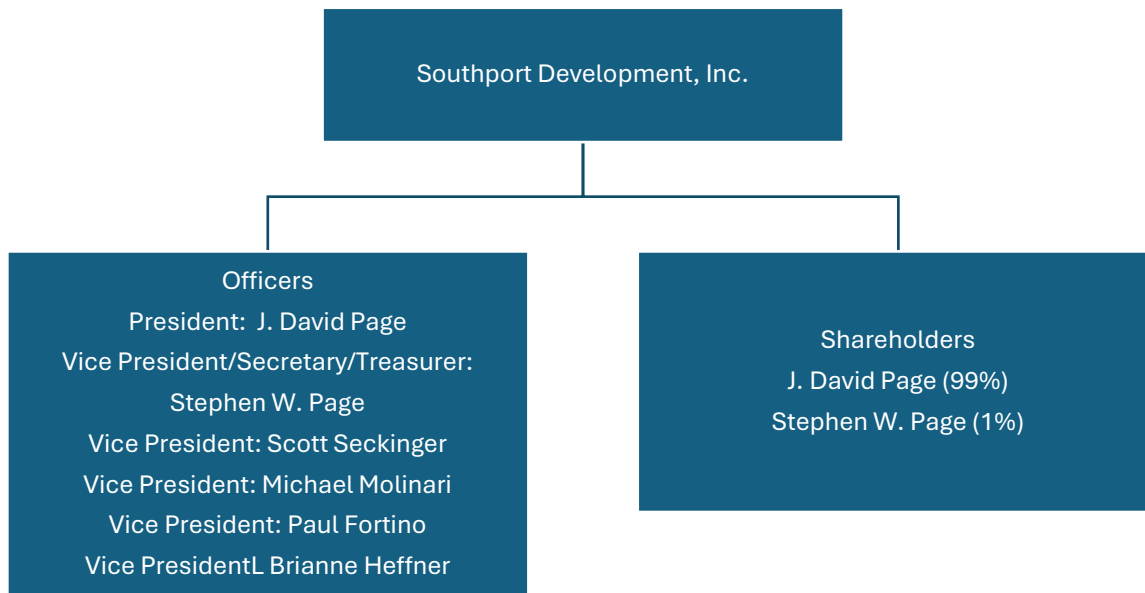 Southport Development, Inc.
Officers
President:  J. David Page
Vice President/Secretary/Treasurer:
Stephen W. Page
Vice President: Scott Seckinger
Vice President: Michael Molinari
Vice President: Paul Fortino
Vice PresidentL Brianne Heffner
Shareholders
J. David Page (99%)
Stephen W. Page (1%)